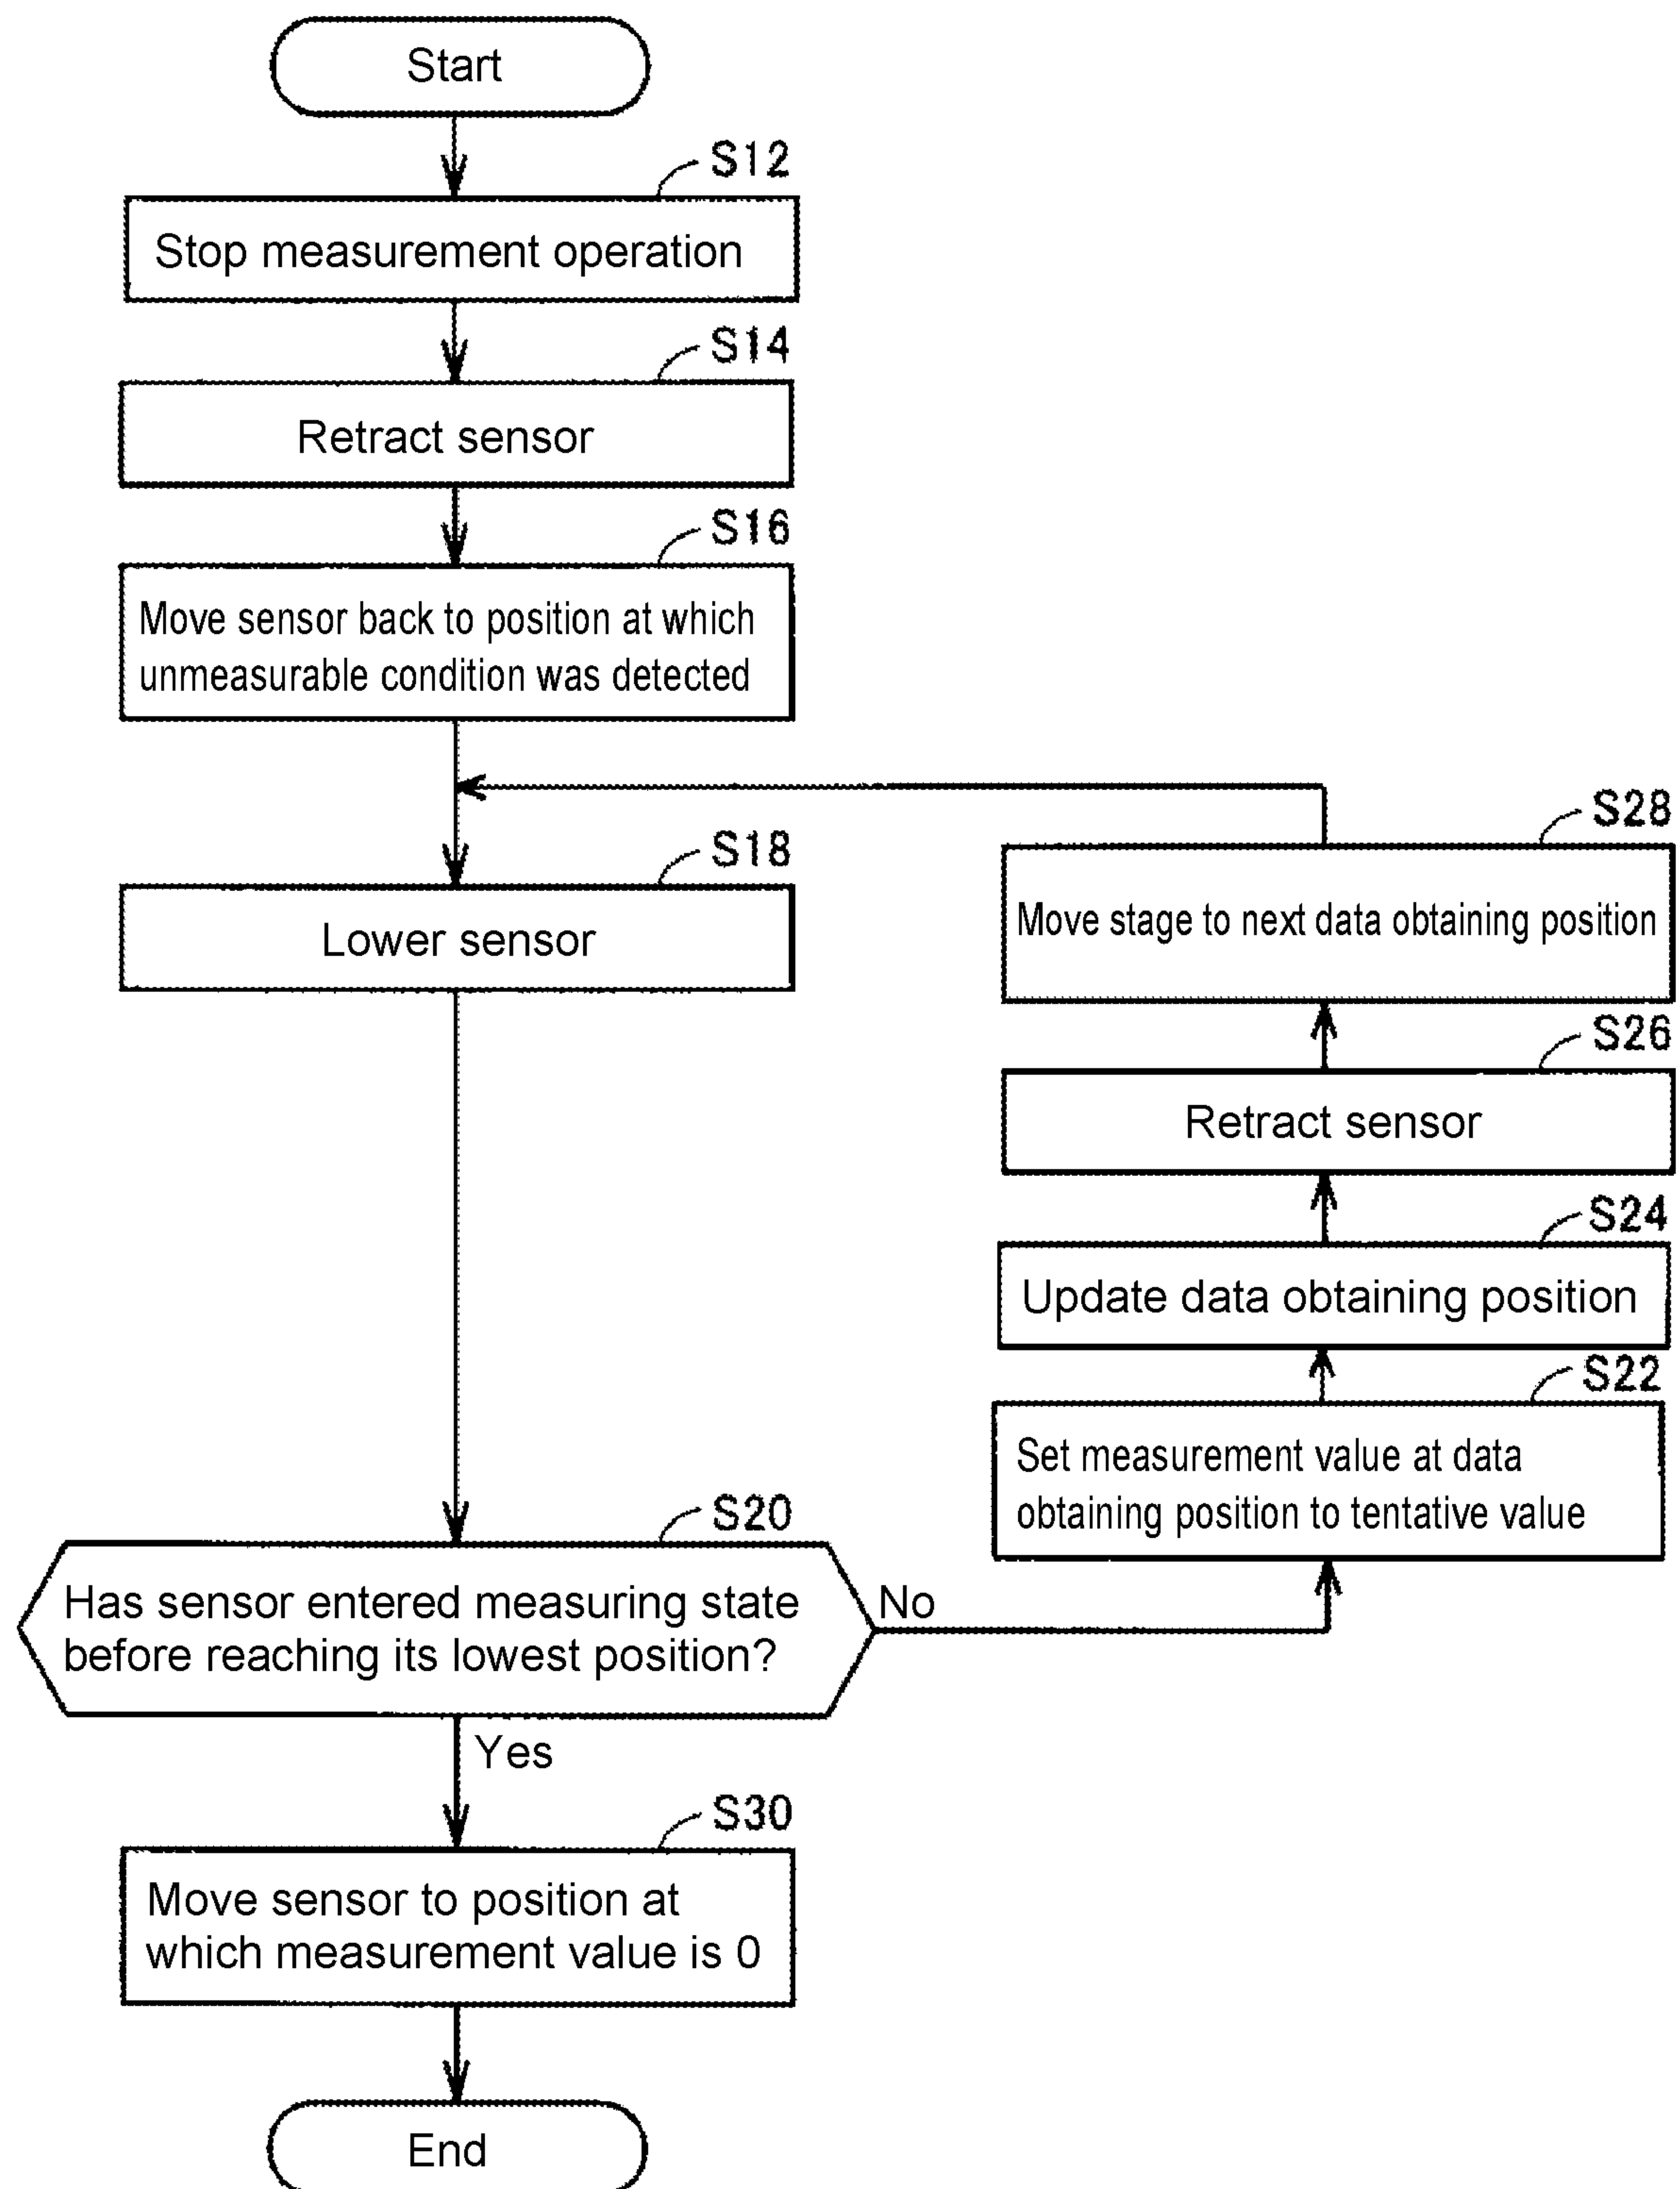 Start
S12
Stop measurement operation
S14
Retract sensor
S16
Move sensor back to position at which
unmeasurable condition was detected
S18
Lower sensor
S20
Has sensor entered measuring state
before reaching its lowest position?
No
Yes
S22
Set measurement value at data
obtaining position to tentative value
S24
Update data obtaining position
S26
Retract sensor
S28
Move stage to next data obtaining position
S30
Move sensor to position at
which measurement value is 0
End